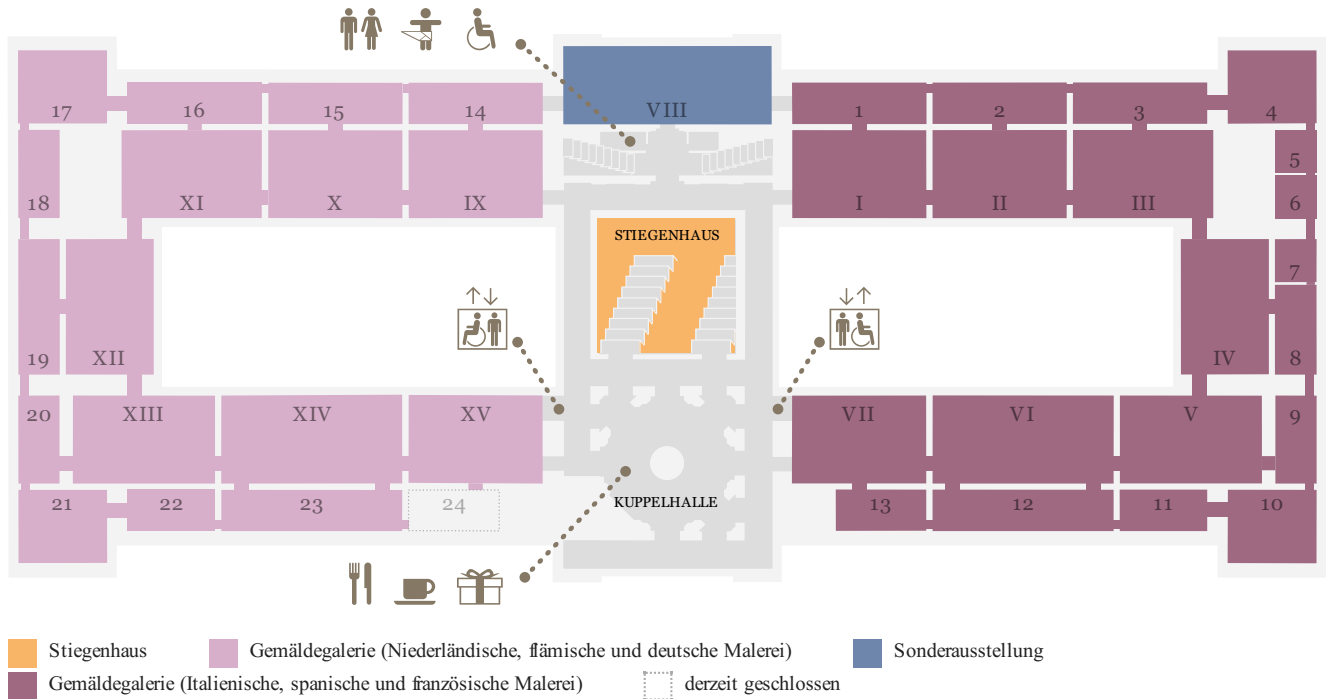 17
16
15
14
VIII
1
2
3
4
5
18
XI
X
IX
I
II
III
6
STIEGENHAUS
7
19
XII
IV
8
20
XIII
XIV
XV
VII
VI
V
9
21
22
23
24
KUPPELHALLE
13
12
11
10
Stiegenhaus
Gemäldegalerie (Niederländische, flämische und deutsche Malerei)
Sonderausstellung
Gemäldegalerie (Italienische, spanische und französische Malerei)
derzeit geschlossen